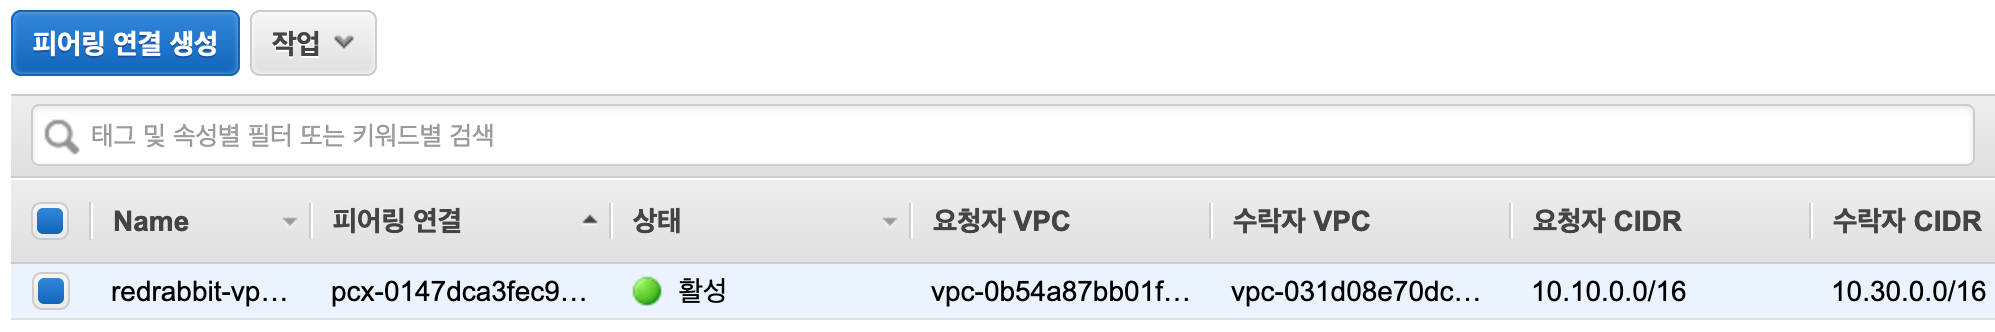 피어링 연결 생성 작업
태그 및 속성별 필터 또는 키워드별 검색
Name 피어링 연결 상태 요청자 VPC 수락자 VPC 요청자 CIDR 수락자 CIDR
redrabbit-vp... pcx-0147dca3fec9... 활성 vpc-0b54a87bb01f... vpc-031d08e70dc... 10.10.0.0/16 10.30.0.0/16